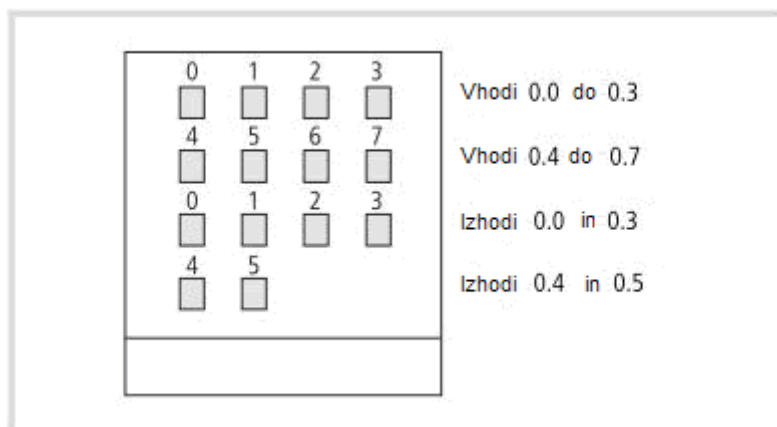 0 1 2 3
Vhodi 0.0 do 0.3
4 5 6 7
Vhodi 0.4 do 0.7
0 1 2 3
Izhodi 0.0 in 0.3
4 5
Izhodi 0.4 in 0.5